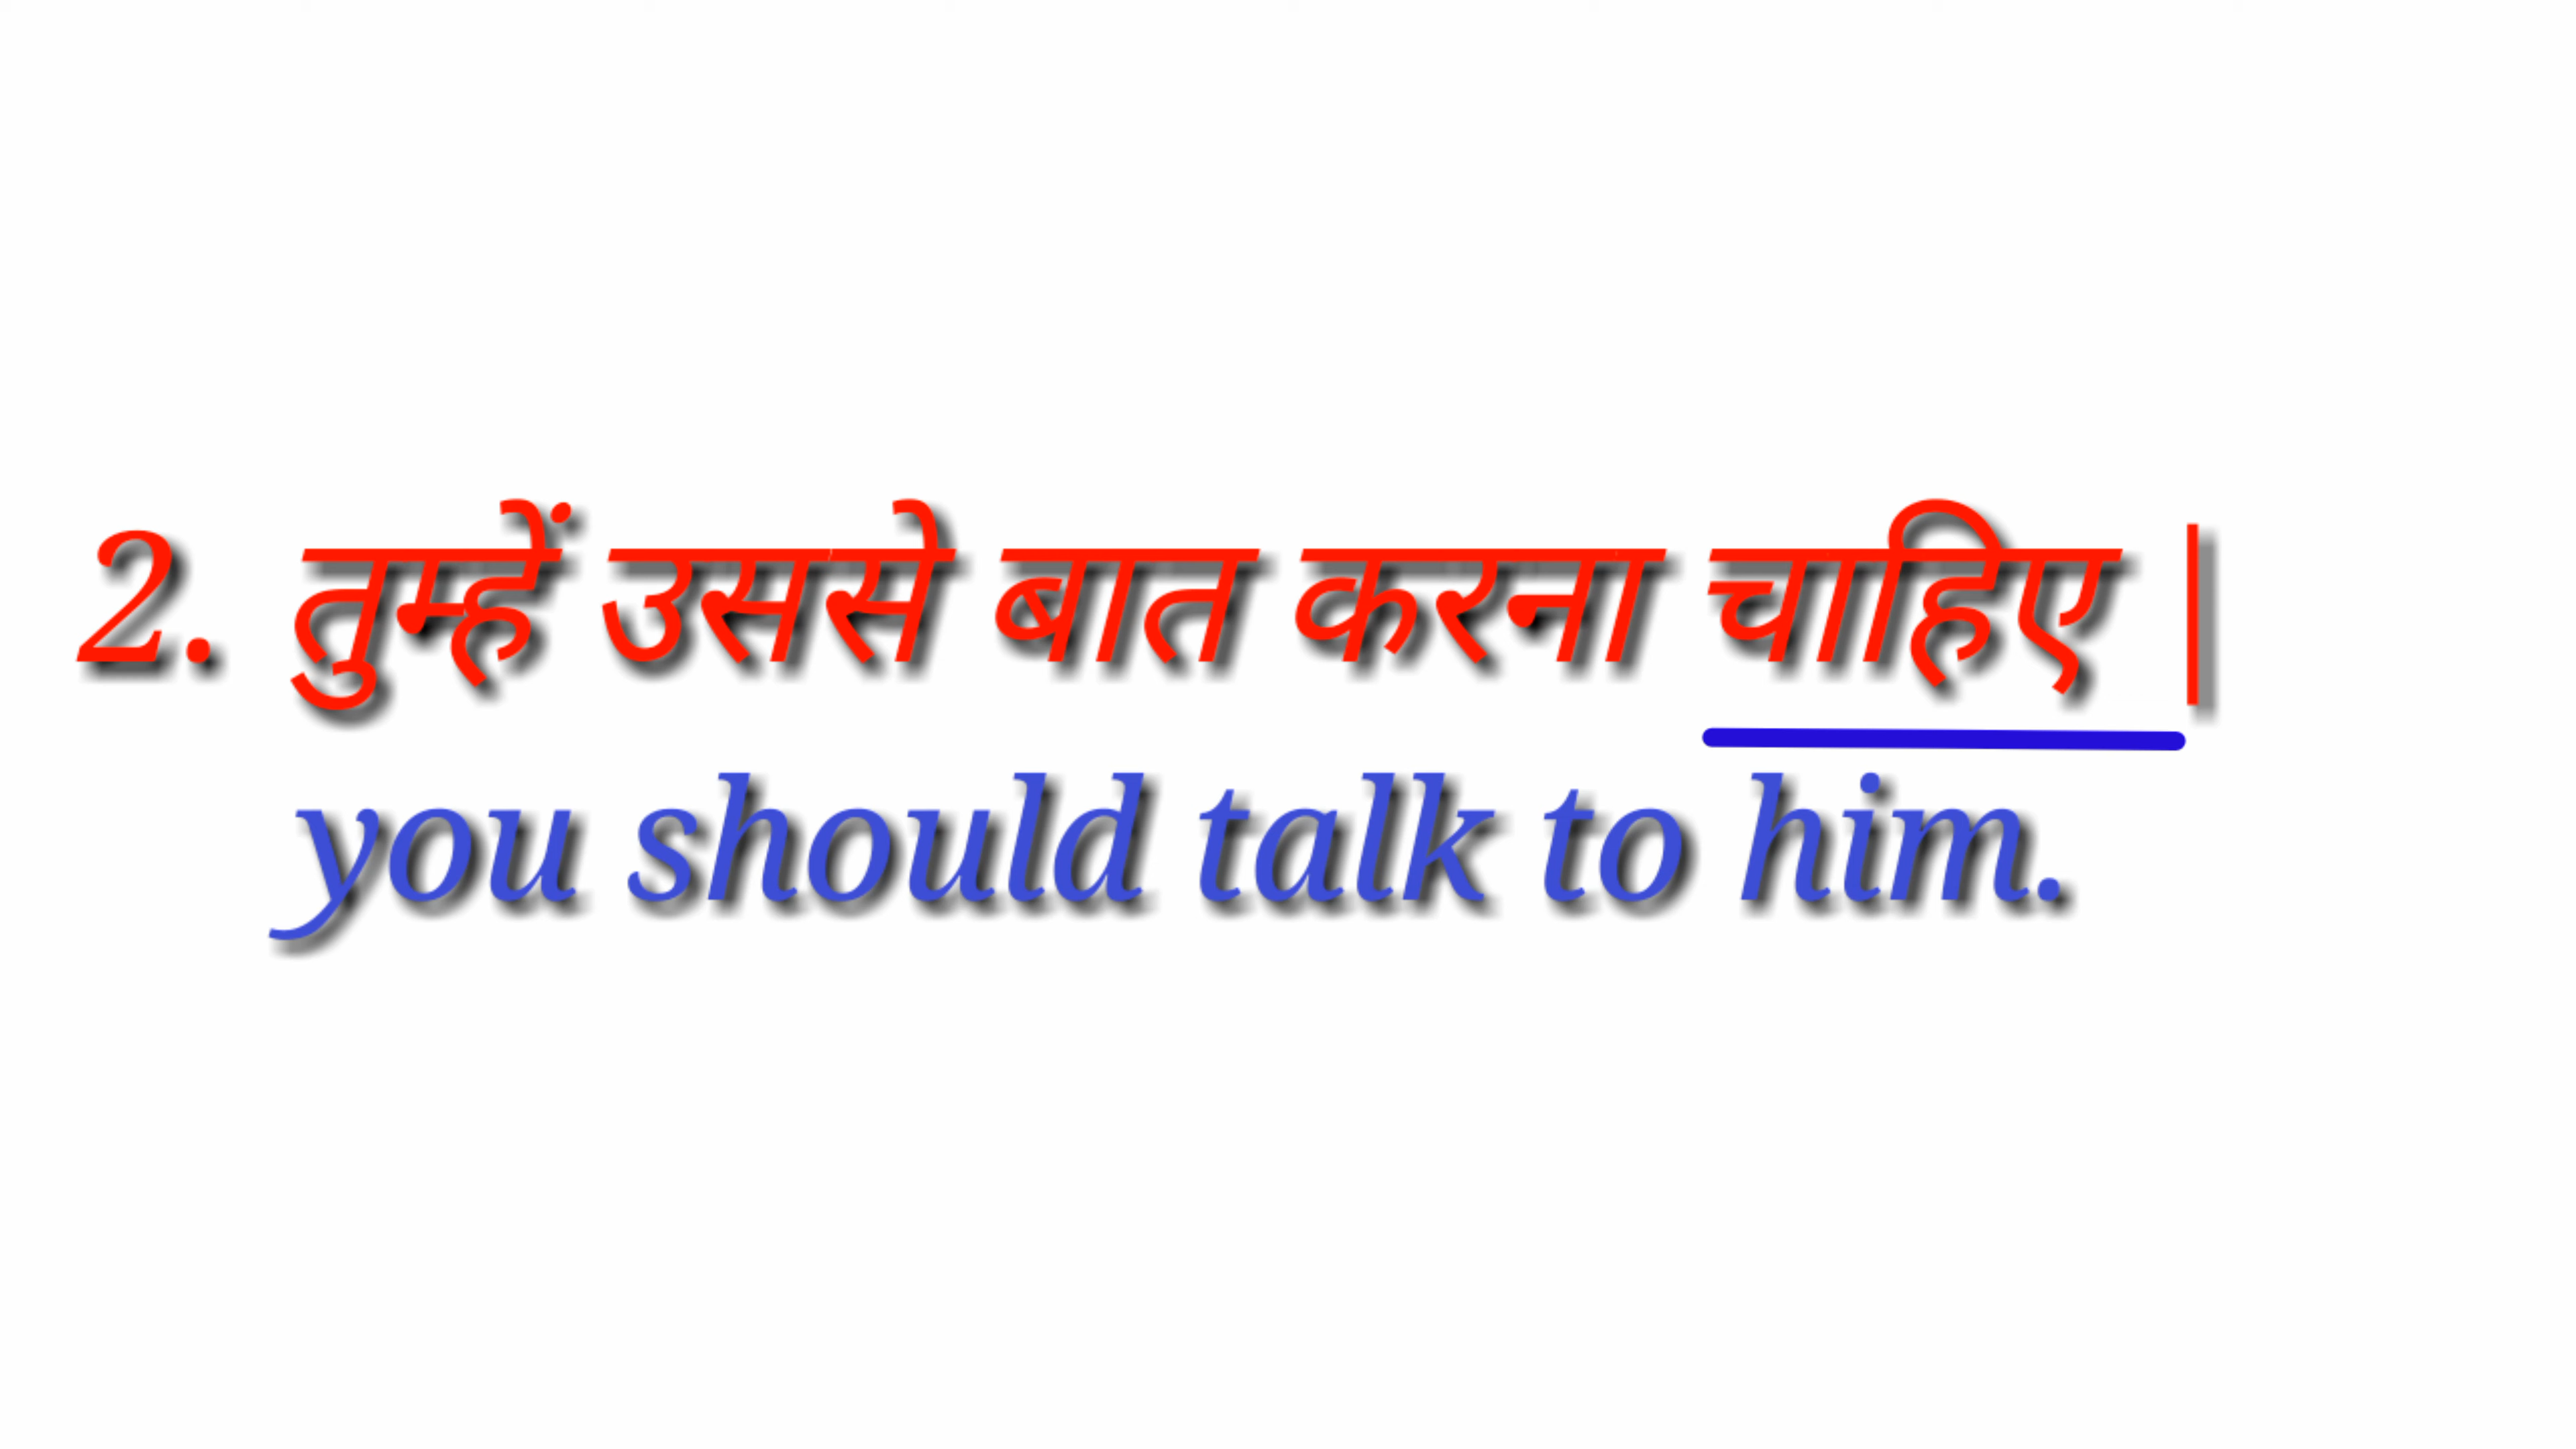 2. तुम्हें उससे बात करना चाहिए |
you should talk to him.